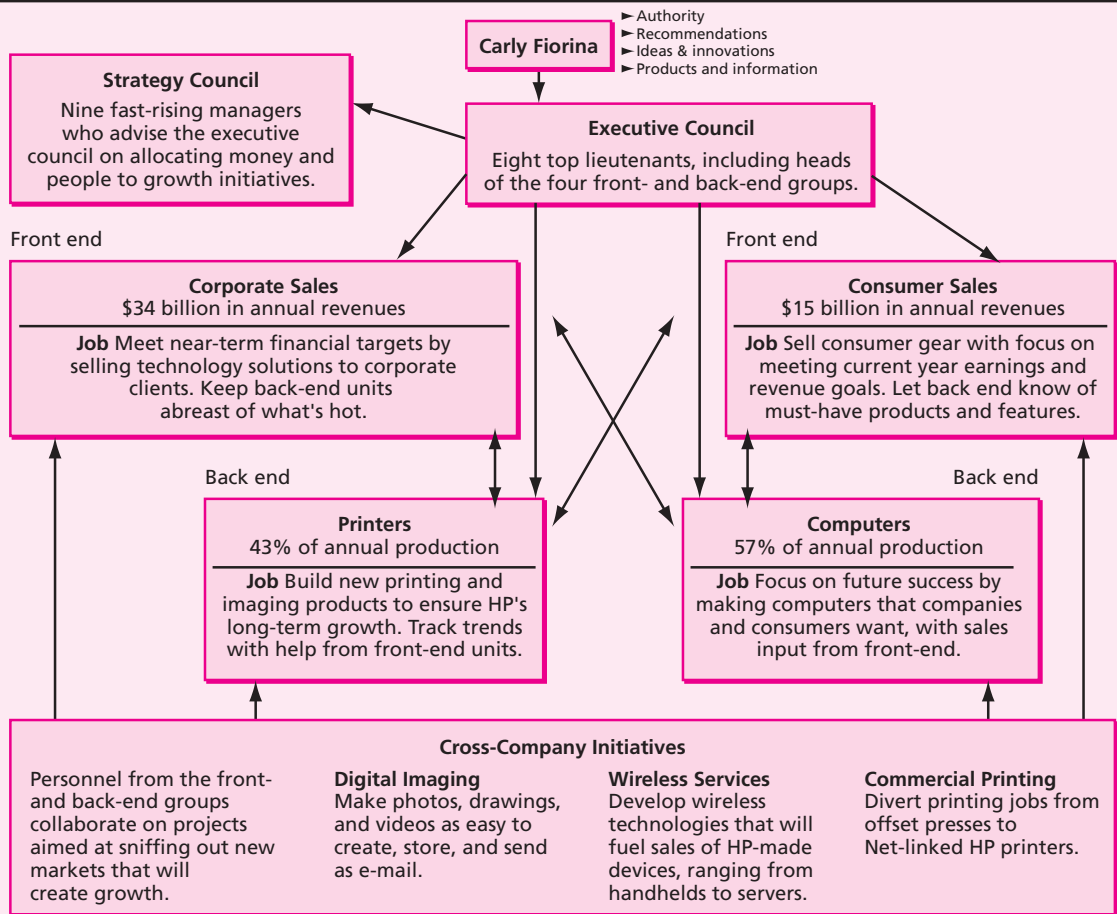 Carly Fiorina
►Authority
►Recommendations
►Ideas & innovations
►Products and information
Strategy Council
Nine fast-rising managers
who advise the executive
council on allocating money and
people to growth initiatives.
Executive Council
Eight top lieutenants, including heads
of the four front- and back-end groups.
Front end
Corporate Sales
$34 billion in annual revenues
Job Meet near-term financial targets by
selling technology solutions to corporate
clients. Keep back-end units
abreast of what's hot.
Front end
Consumer Sales
$15 billion in annual revenues
Job Sell consumer gear with focus on
meeting current year earnings and
revenue goals. Let back end know of
must-have products and features.
Back end
Printers
43% of annual production
Job Build new printing and
imaging products to ensure HP's
long-term growth. Track trends
with help from front-end units.
Back end
Computers
57% of annual production
Job Focus on future success by
making computers that companies
and consumers want, with sales
input from front-end.
Cross-Company Initiatives
Personnel from the front-
and back-end groups
collaborate on projects
aimed at sniffing out new
markets that will
create growth.
Digital Imaging
Make photos, drawings,
and videos as easy to
create, store, and send
as e-mail.
Wireless Services
Develop wireless
technologies that will
fuel sales of HP-made
devices, ranging from
handhelds to servers.
Commercial Printing
Divert printing jobs from
offset presses to
Net-linked HP printers.